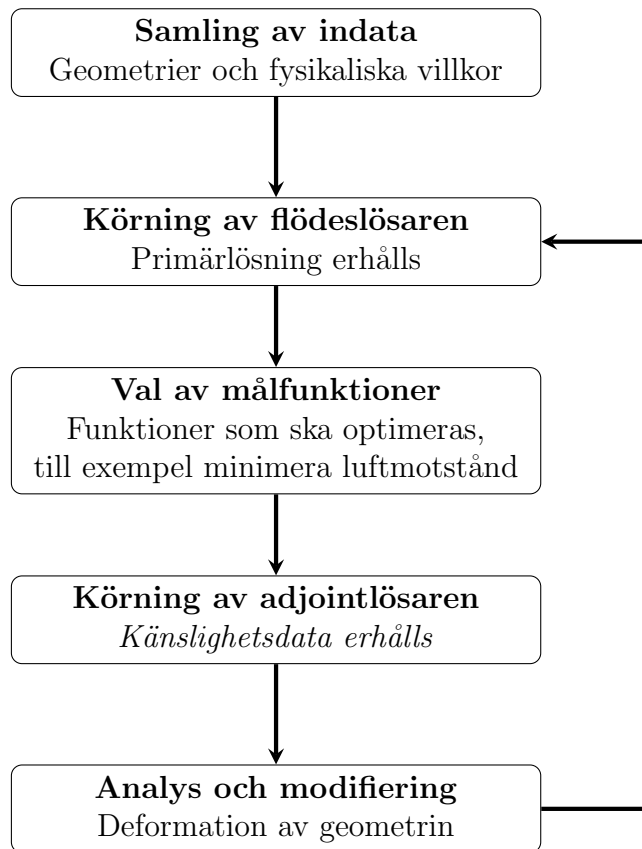 Samling av indata
Geometrier och fysikaliska villkor
Körning av flödeslösaren
Primärlösning erhålls
Val av målfunktioner
Funktioner som ska optimeras,
till exempel minimera luftmotstånd
Körning av adjointlösaren
Känslighetsdata erhålls
Analys och modifiering
Deformation av geometrin